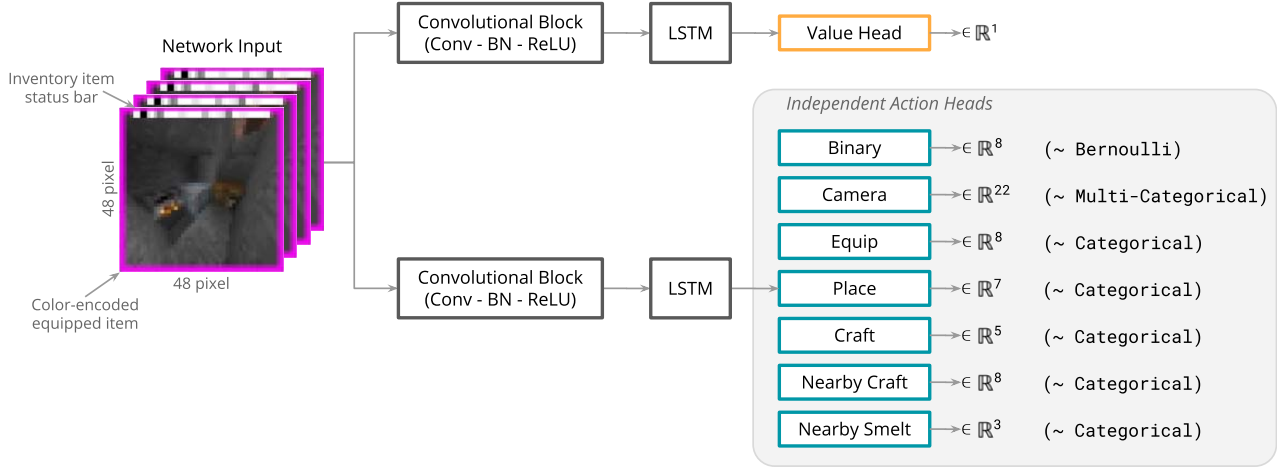 Network Input
Inventory item
status bar
48 pixel
48 pixel
Color-encoded
equipped item
Convolutional Block
(Conv - BN - ReLU)
LSTM
Value Head
∈ ℝ¹
Convolutional Block
(Conv - BN - ReLU)
LSTM
Independent Action Heads
Binary ∈ ℝ⁸ (~ Bernoulli)
Camera ∈ ℝ²² (~ Multi-Categorical)
Equip ∈ ℝ⁸ (~ Categorical)
Place ∈ ℝ⁷ (~ Categorical)
Craft ∈ ℝ⁵ (~ Categorical)
Nearby Craft ∈ ℝ⁸ (~ Categorical)
Nearby Smelt ∈ ℝ³ (~ Categorical)